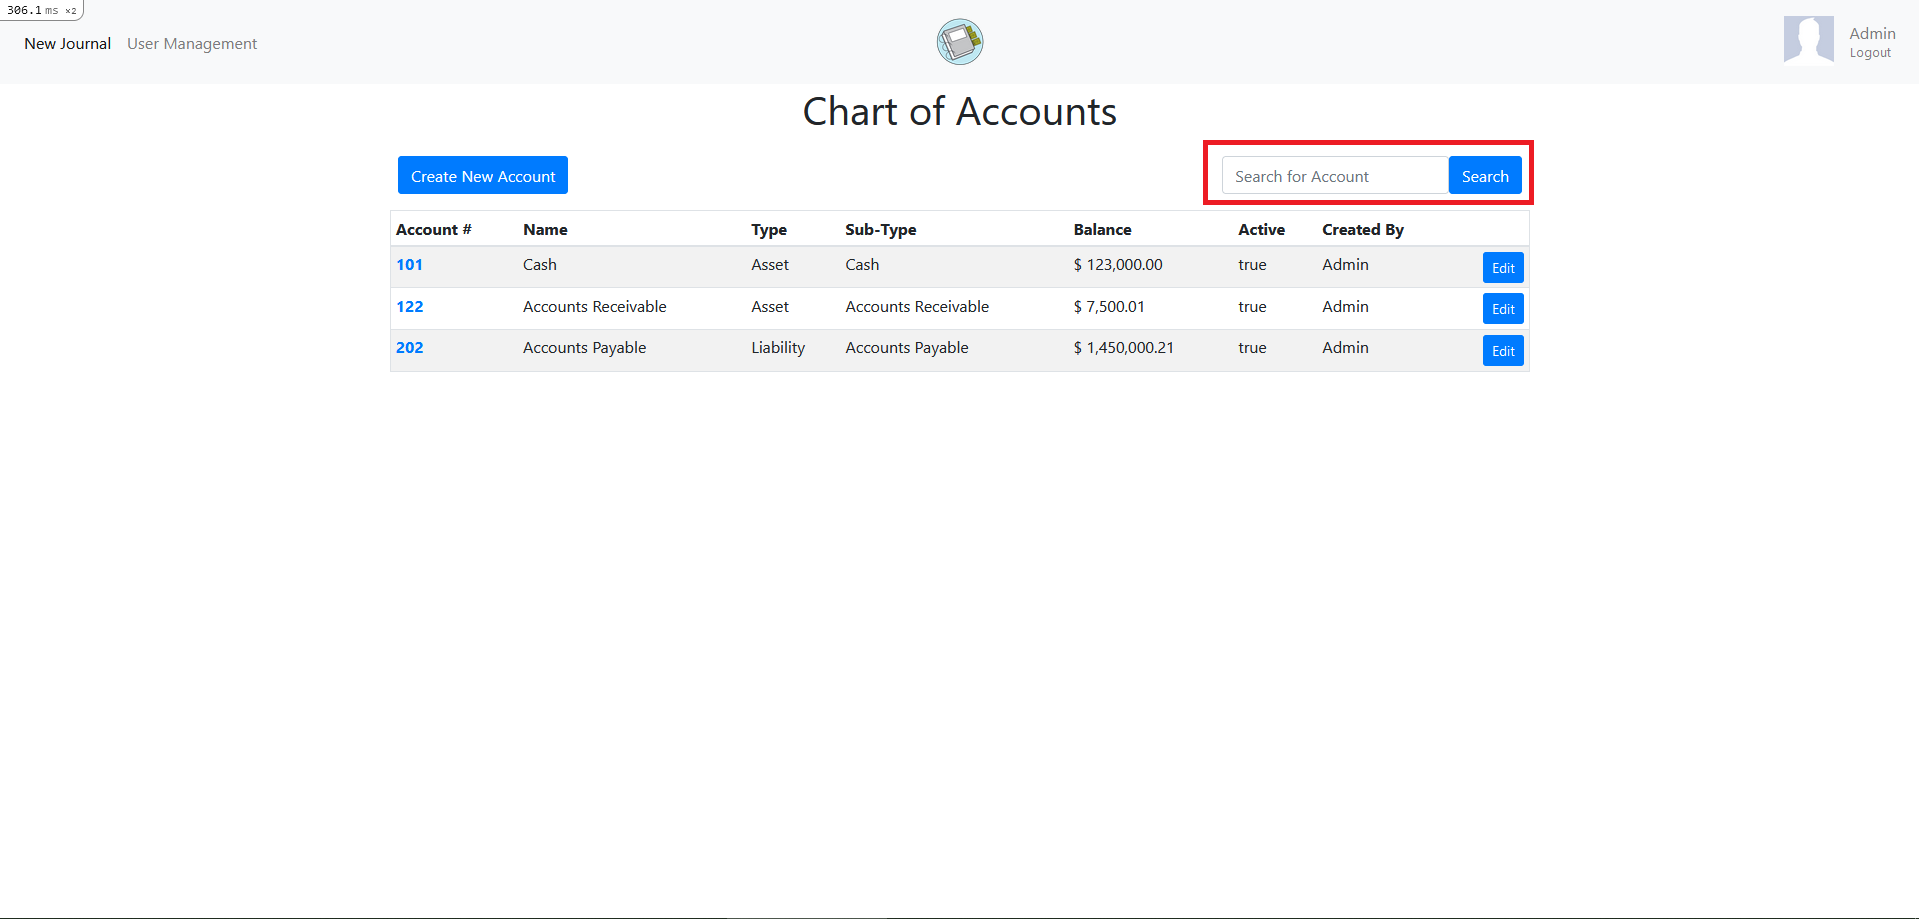 306.1 ms ×2
New Journal User Management
Admin
Logout
Chart of Accounts
Create New Account Search for Account Search
Account # Name Type Sub-Type Balance Active Created By
101 Cash Asset Cash $ 123,000.00 true Admin Edit
122 Accounts Receivable Asset Accounts Receivable $ 7,500.01 true Admin Edit
202 Accounts Payable Liability Accounts Payable $ 1,450,000.21 true Admin Edit